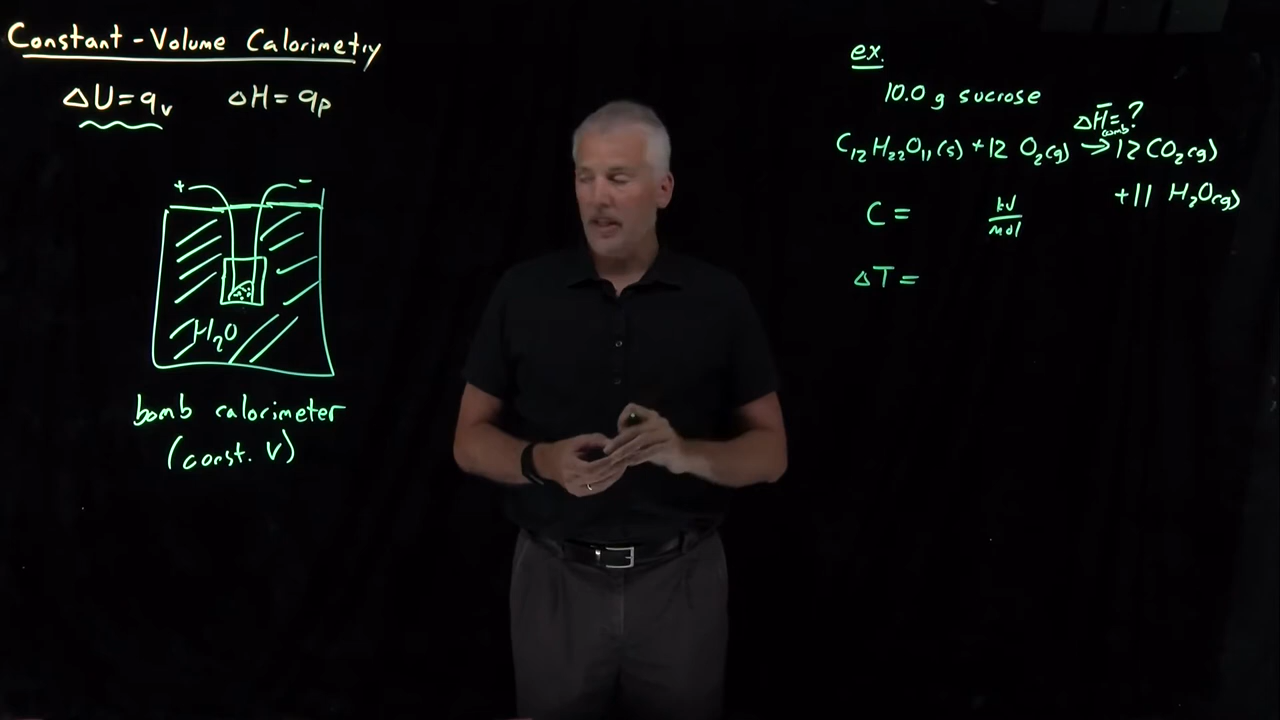 Constant-Volume Calorimetry
ΔU = qᵥ   ΔH = qₚ
+ −
H₂O
bomb calorimeter
(const. V)
ex.
10.0 g sucrose
ΔH̄comb = ?
C₁₂H₂₂O₁₁(s) + 12 O₂(g) → 12 CO₂(g)
+11 H₂O(g)
C =   kJ/mol
ΔT =